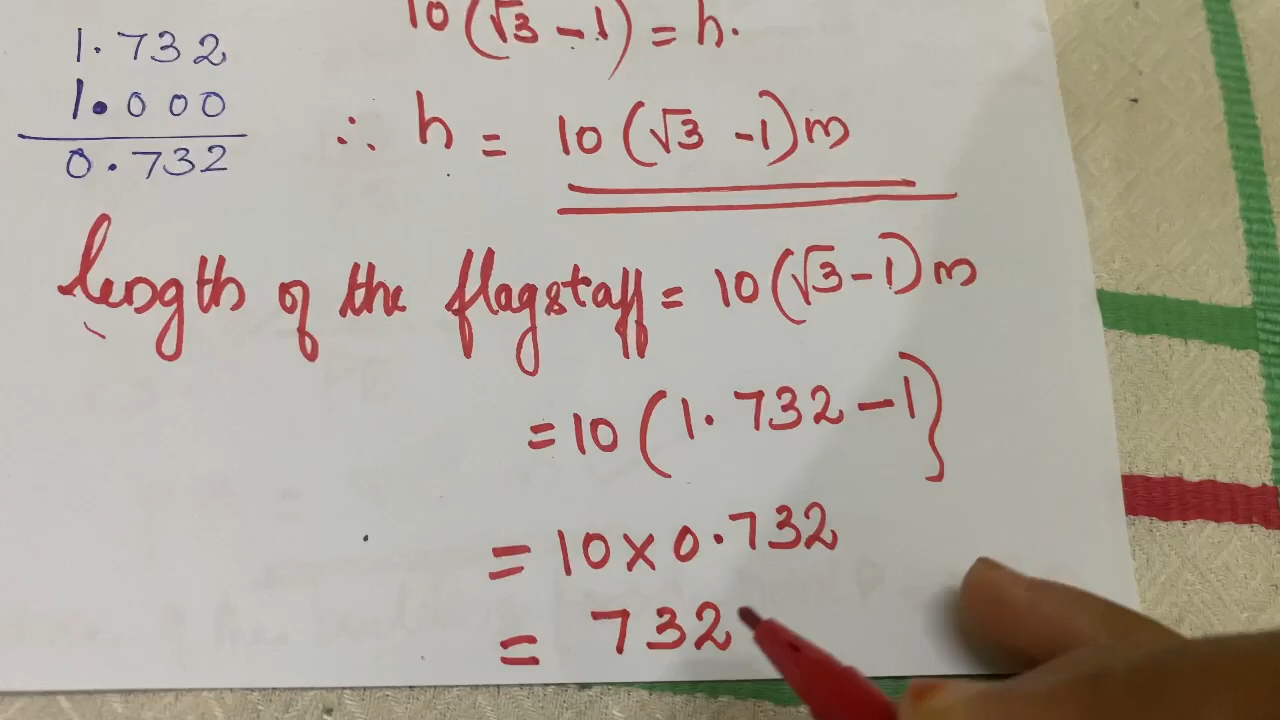 10(√3 - 1) = h.
1.732
1.000
0.732
∴ h = 10(√3 - 1)m
length of the flagstaff = 10(√3 - 1)m
= 10(1.732 - 1)
= 10 × 0.732
= 732